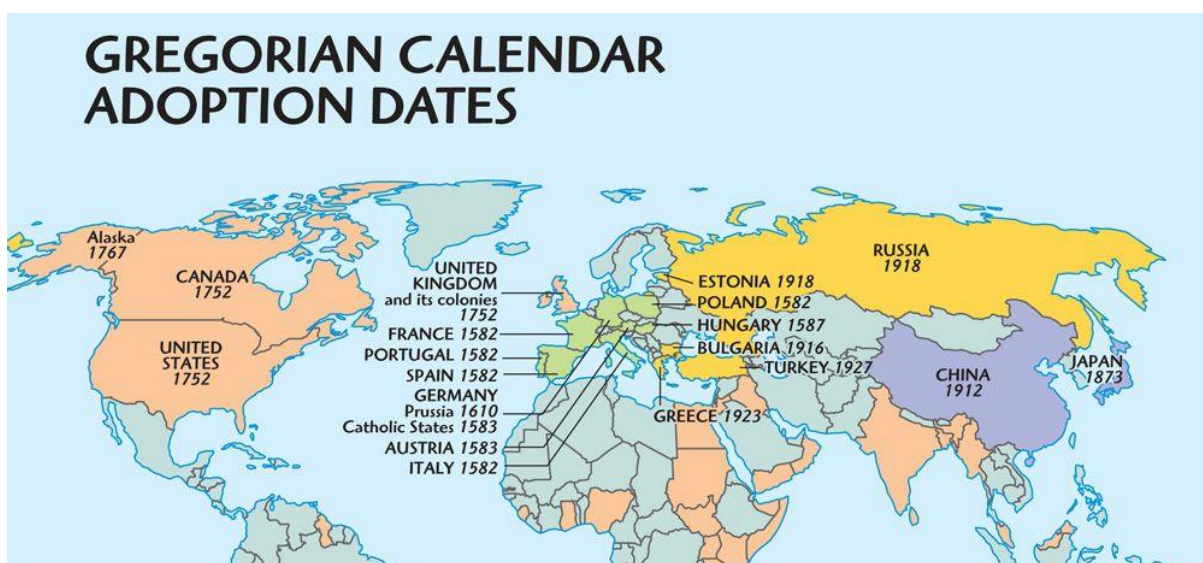 GREGORIAN CALENDAR
ADOPTION DATES
Alaska
1767
CANADA
1752
UNITED
STATES
1752
UNITED
KINGDOM
and its colonies
1752
FRANCE 1582
PORTUGAL 1582
SPAIN 1582
GERMANY
Prussia 1610
Catholic States 1583
AUSTRIA 1583
ITALY 1582
RUSSIA
1918
ESTONIA 1918
POLAND 1582
HUNGARY 1587
BULGARIA 1916
TURKEY 1927
GREECE 1923
CHINA
1912
JAPAN
1873